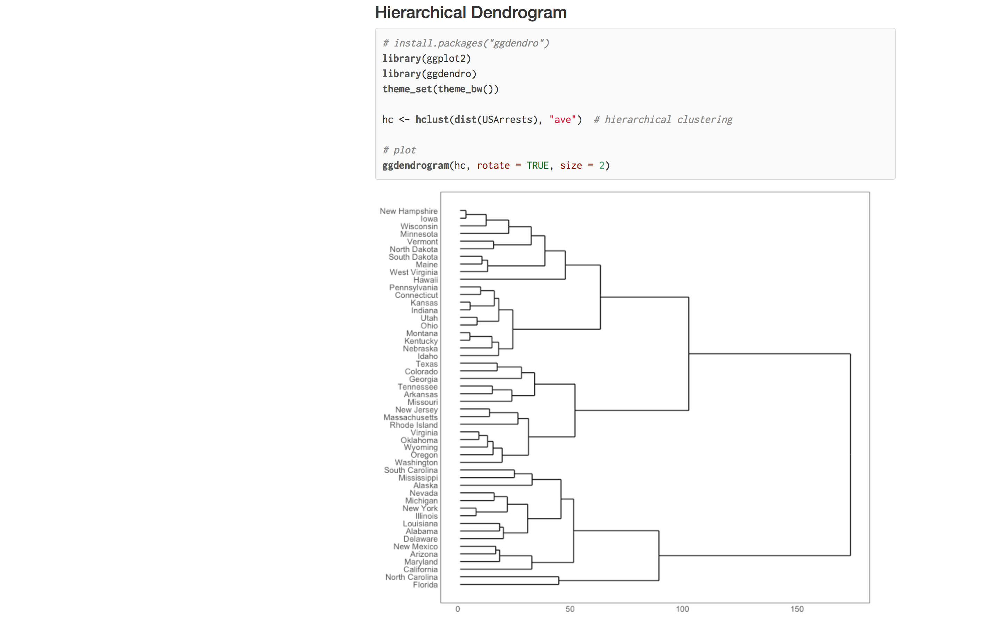 Hierarchical Dendrogram
# install.packages("ggdendro")
library(ggplot2)
library(ggdendro)
theme_set(theme_bw())
hc <- hclust(dist(USArrests), "ave")  # hierarchical clustering
# plot
ggdendrogram(hc, rotate = TRUE, size = 2)
New Hampshire
Iowa
Wisconsin
Minnesota
Vermont
North Dakota
South Dakota
Maine
West Virginia
Hawaii
Pennsylvania
Connecticut
Kansas
Indiana
Utah
Ohio
Montana
Kentucky
Nebraska
Idaho
Texas
Colorado
Georgia
Tennessee
Arkansas
Missouri
New Jersey
Massachusetts
Rhode Island
Virginia
Oklahoma
Wyoming
Oregon
Washington
South Carolina
Mississippi
Alaska
Nevada
Michigan
New York
Illinois
Louisiana
Alabama
Delaware
New Mexico
Arizona
Maryland
California
North Carolina
Florida
0 50 100 150